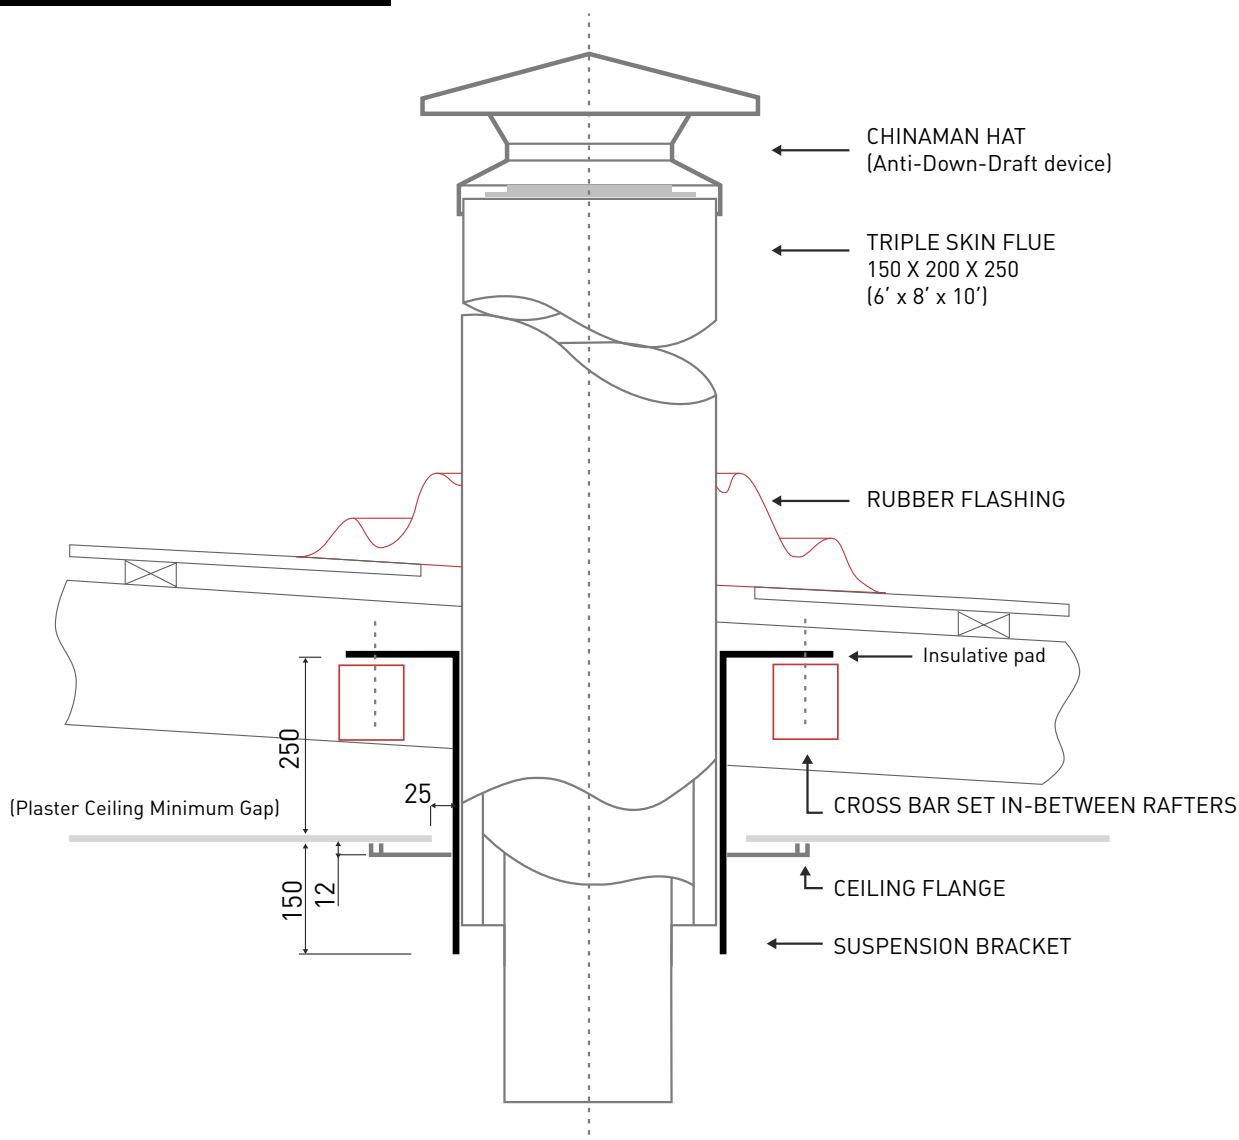 CHINAMAN HAT
(Anti-Down-Draft device)
TRIPLE SKIN FLUE
150 X 200 X 250
(6’ x 8’ x 10’)
RUBBER FLASHING
Insulative pad
250
25
(Plaster Ceiling Minimum Gap)
CROSS BAR SET IN-BETWEEN RAFTERS
150
12
CEILING FLANGE
SUSPENSION BRACKET